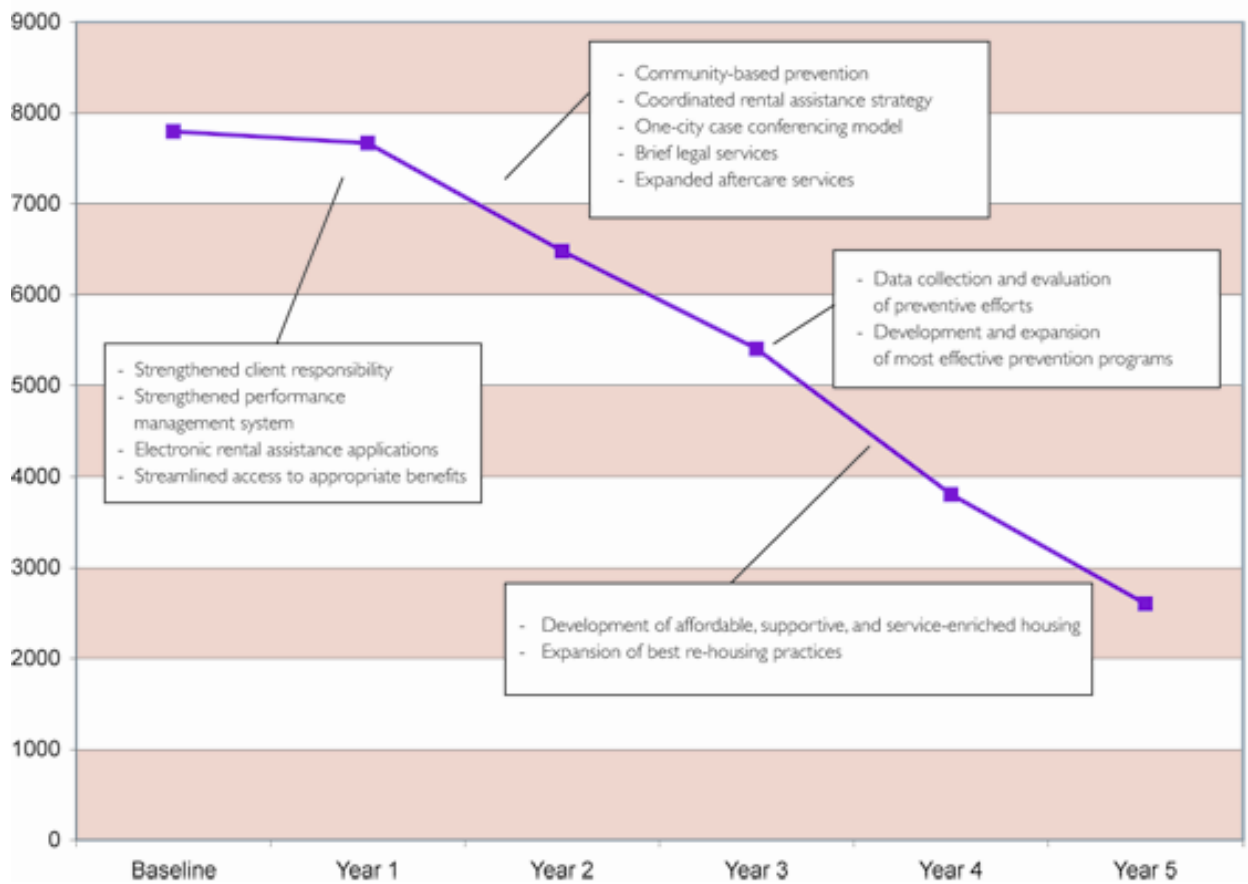 9000
- Community-based prevention
- Coordinated rental assistance strategy
- One-city case conferencing model
- Brief legal services
- Expanded aftercare services
8000
7000
- Data collection and evaluation
of preventive efforts
- Development and expansion
of most effective prevention programs
6000
- Strengthened client responsibility
- Strengthened performance
management system
- Electronic rental assistance applications
- Streamlined access to appropriate benefits
5000
4000
3000
- Development of affordable, supportive, and service-enriched housing
- Expansion of best re-housing practices
2000
1000
0
Baseline Year 1 Year 2 Year 3 Year 4 Year 5